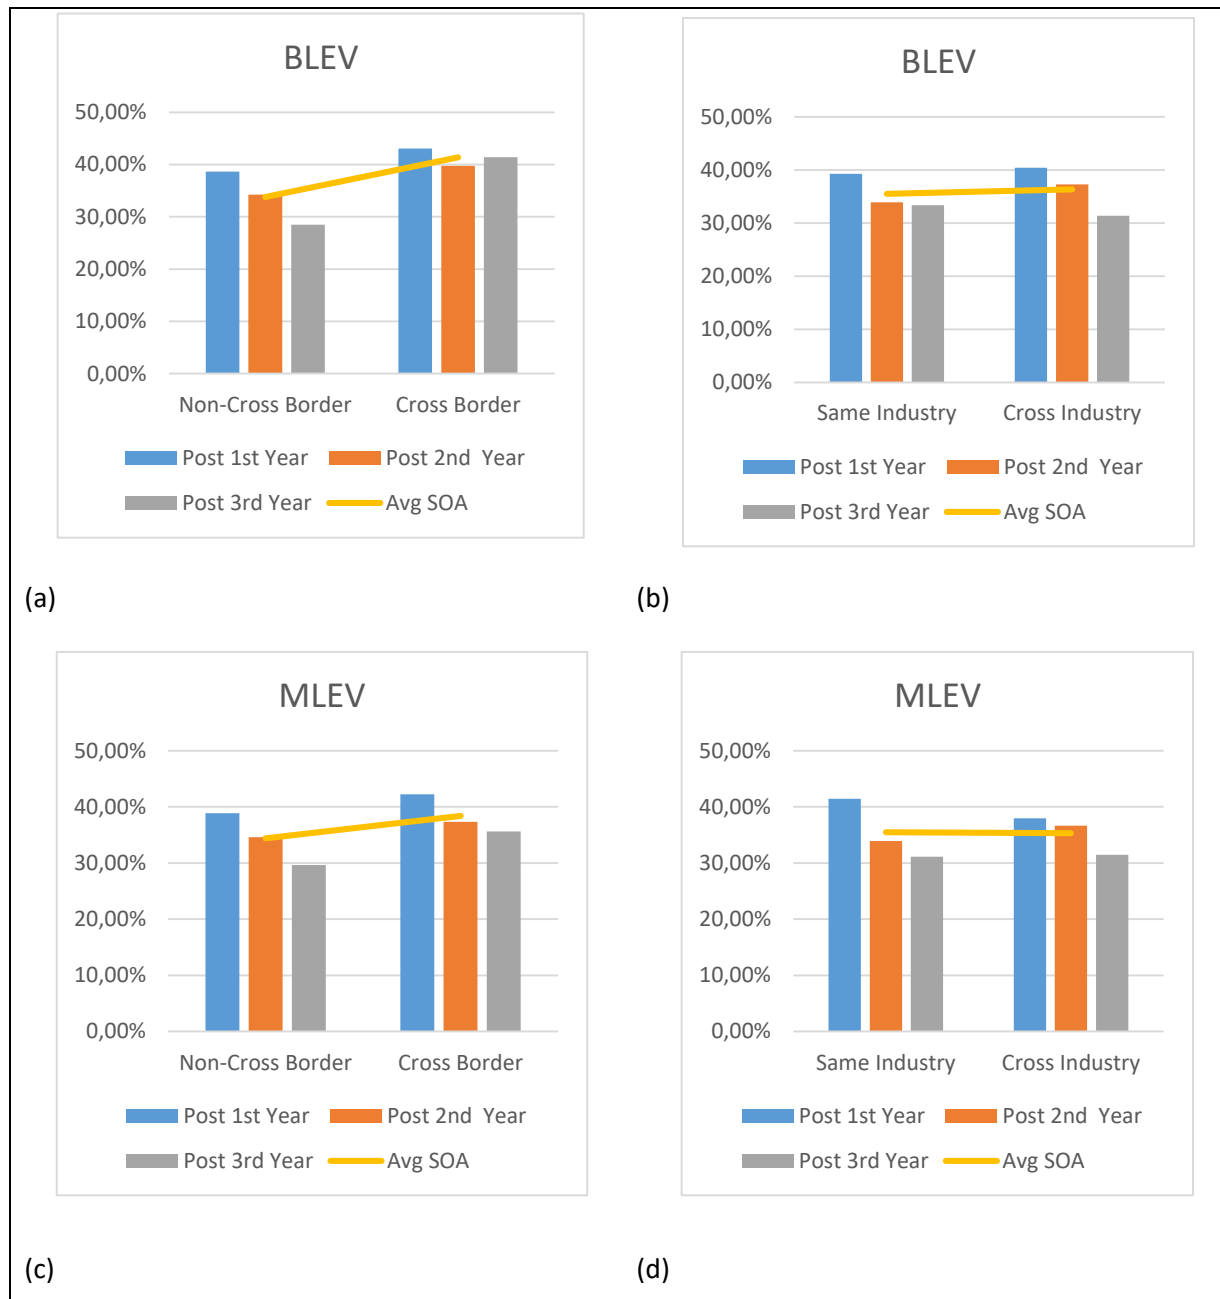 BLEV
50,00%
40,00%
30,00%
20,00%
10,00%
0,00%
Non-Cross Border Cross Border
Post 1st Year Post 2nd Year
Post 3rd Year Avg SOA
(a)
BLEV
50,00%
40,00%
30,00%
20,00%
10,00%
0,00%
Same Industry Cross Industry
Post 1st Year Post 2nd Year
Post 3rd Year Avg SOA
(b)
MLEV
50,00%
40,00%
30,00%
20,00%
10,00%
0,00%
Non-Cross Border Cross Border
Post 1st Year Post 2nd Year
Post 3rd Year Avg SOA
(c)
MLEV
50,00%
40,00%
30,00%
20,00%
10,00%
0,00%
Same Industry Cross Industry
Post 1st Year Post 2nd Year
Post 3rd Year Avg SOA
(d)